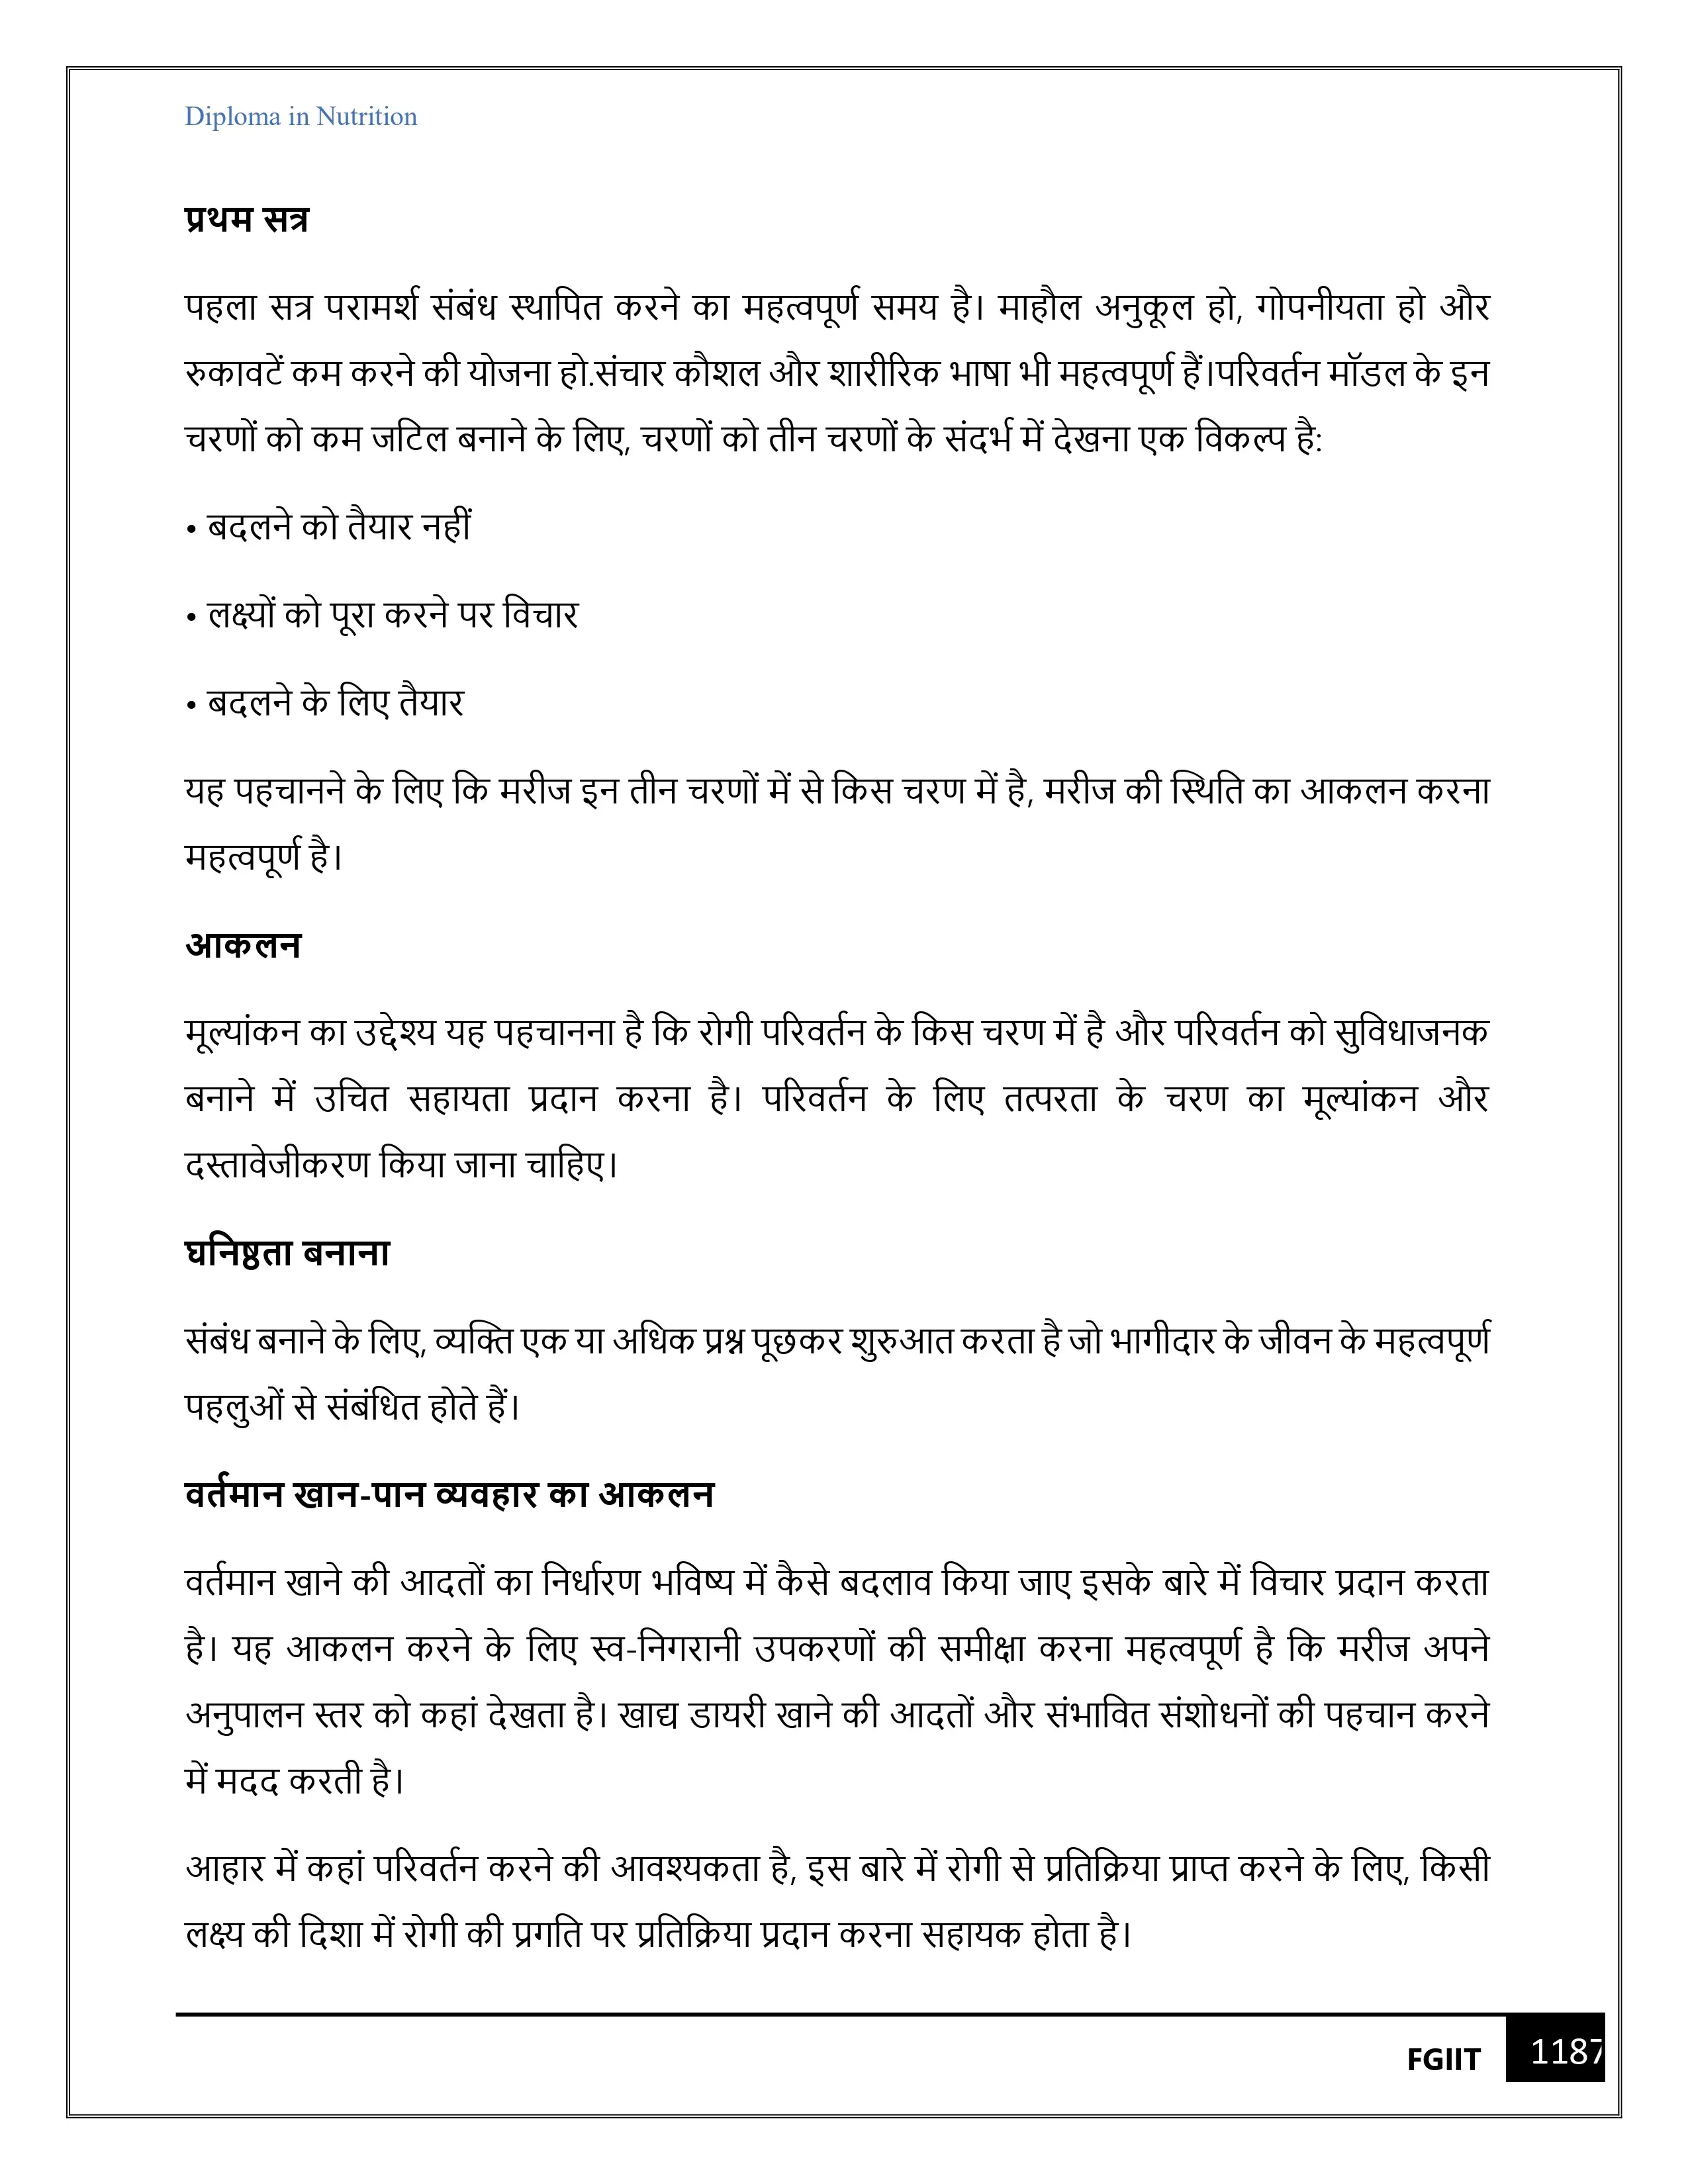 Diploma in Nutrition
प्रथम सत्र
पहला सत्र परामर्श संबंध स्थापित करने का महत्वपूर्ण समय है। माहौल अनुकूल हो, गोपनीयता हो और
रुकावटें कम करने की योजना हो.संचार कौशल और शारीरिक भाषा भी महत्वपूर्ण हैं।परिवर्तन मॉडल के इन
चरणों को कम जटिल बनाने के लिए, चरणों को तीन चरणों के संदर्भ में देखना एक विकल्प है:
• बदलने को तैयार नहीं
• लक्ष्यों को पूरा करने पर विचार
• बदलने के लिए तैयार
यह पहचानने के लिए कि मरीज इन तीन चरणों में से किस चरण में है, मरीज की स्थिति का आकलन करना
महत्वपूर्ण है।
आकलन
मूल्यांकन का उद्देश्य यह पहचानना है कि रोगी परिवर्तन के किस चरण में है और परिवर्तन को सुविधाजनक
बनाने में उचित सहायता प्रदान करना है। परिवर्तन के लिए तत्परता के चरण का मूल्यांकन और
दस्तावेजीकरण किया जाना चाहिए।
घनिष्ठता बनाना
संबंध बनाने के लिए, व्यक्ति एक या अधिक प्रश्न पूछकर शुरुआत करता है जो भागीदार के जीवन के महत्वपूर्ण
पहलुओं से संबंधित होते हैं।
वर्तमान खान-पान व्यवहार का आकलन
वर्तमान खाने की आदतों का निर्धारण भविष्य में कैसे बदलाव किया जाए इसके बारे में विचार प्रदान करता
है। यह आकलन करने के लिए स्व-निगरानी उपकरणों की समीक्षा करना महत्वपूर्ण है कि मरीज अपने
अनुपालन स्तर को कहां देखता है। खाद्य डायरी खाने की आदतों और संभावित संशोधनों की पहचान करने
में मदद करती है।
आहार में कहां परिवर्तन करने की आवश्यकता है, इस बारे में रोगी से प्रतिक्रिया प्राप्त करने के लिए, किसी
लक्ष्य की दिशा में रोगी की प्रगति पर प्रतिक्रिया प्रदान करना सहायक होता है।
FGIIT 1187